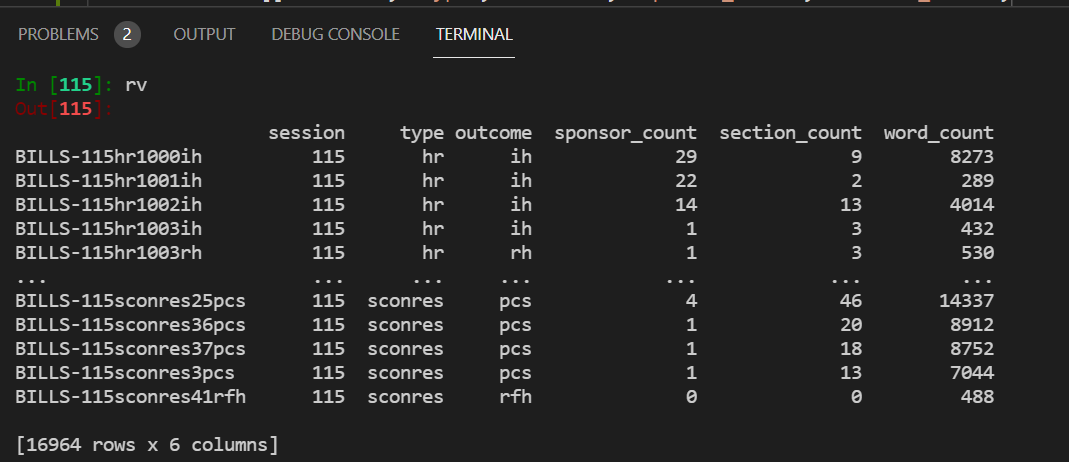 PROBLEMS 2 OUTPUT DEBUG CONSOLE TERMINAL
In [115]: rv
Out[115]:
session type outcome sponsor_count section_count word_count
BILLS-115hr1000ih 115 hr ih 29 9 8273
BILLS-115hr1001ih 115 hr ih 22 2 289
BILLS-115hr1002ih 115 hr ih 14 13 4014
BILLS-115hr1003ih 115 hr ih 1 3 432
BILLS-115hr1003rh 115 hr rh 1 3 530
... ... ... ... ... ... ...
BILLS-115sconres25pcs 115 sconres pcs 4 46 14337
BILLS-115sconres36pcs 115 sconres pcs 1 20 8912
BILLS-115sconres37pcs 115 sconres pcs 1 18 8752
BILLS-115sconres3pcs 115 sconres pcs 1 13 7044
BILLS-115sconres41rfh 115 sconres rfh 0 0 488
[16964 rows x 6 columns]